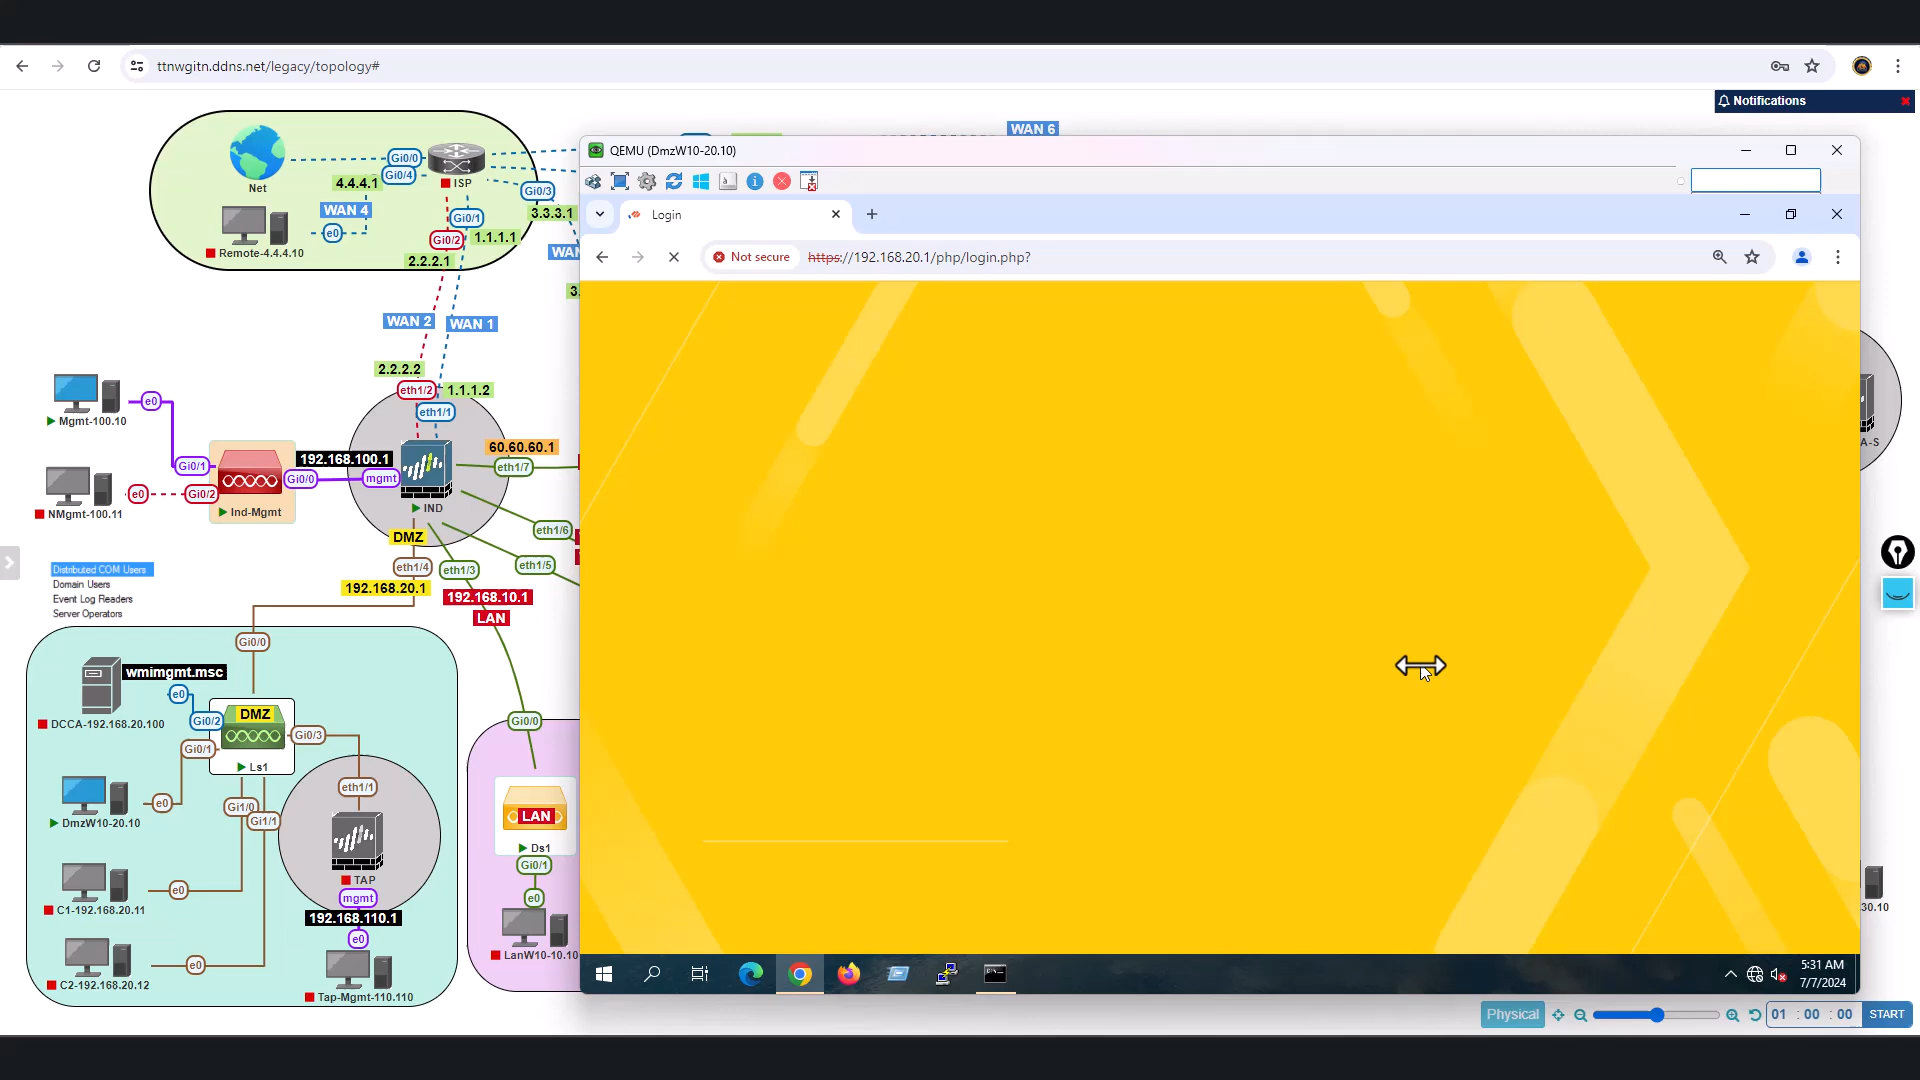 ttnwgitn.ddns.net/legacy/topology#
Notifications
WAN 6
QEMU (DmzW10-20.10)
Login
Not secure
https://192.168.20.1/php/login.php?
Net
Gi0/0
Gi0/4
ISP
4.4.4.1
WAN 4
e0
Remote-4.4.4.10
Gi0/3
3.3.3.1
Gi0/1
1.1.1.1
Gi0/2
2.2.2.1
WAN
3.
WAN 2
WAN 1
2.2.2.2
eth1/2
1.1.1.2
eth1/1
Mgmt-100.10
e0
Gi0/1
192.168.100.1
60.60.60.1
eth1/7
Gi0/0
mgmt
NMgmt-100.11
e0
Gi0/2
Ind-Mgmt
IND
eth1/6
DMZ
eth1/4
eth1/3
eth1/5
192.168.20.1
192.168.10.1
LAN
Distributed COM Users
Domain Users
Event Log Readers
Server Operators
Gi0/0
wmimgmt.msc
e0
DCCA-192.168.20.100
Gi0/2
DMZ
Gi0/1
Gi0/3
Ls1
eth1/1
DmzW10-20.10
e0
Gi1/0
Gi1/1
TAP
mgmt
192.168.110.1
e0
Tap-Mgmt-110.110
C1-192.168.20.11
e0
C2-192.168.20.12
e0
Gi0/0
LAN
Ds1
Gi0/1
e0
LanW10-10.10
A-S
30.10
5:31 AM
7/7/2024
Physical
01 : 00 : 00
START